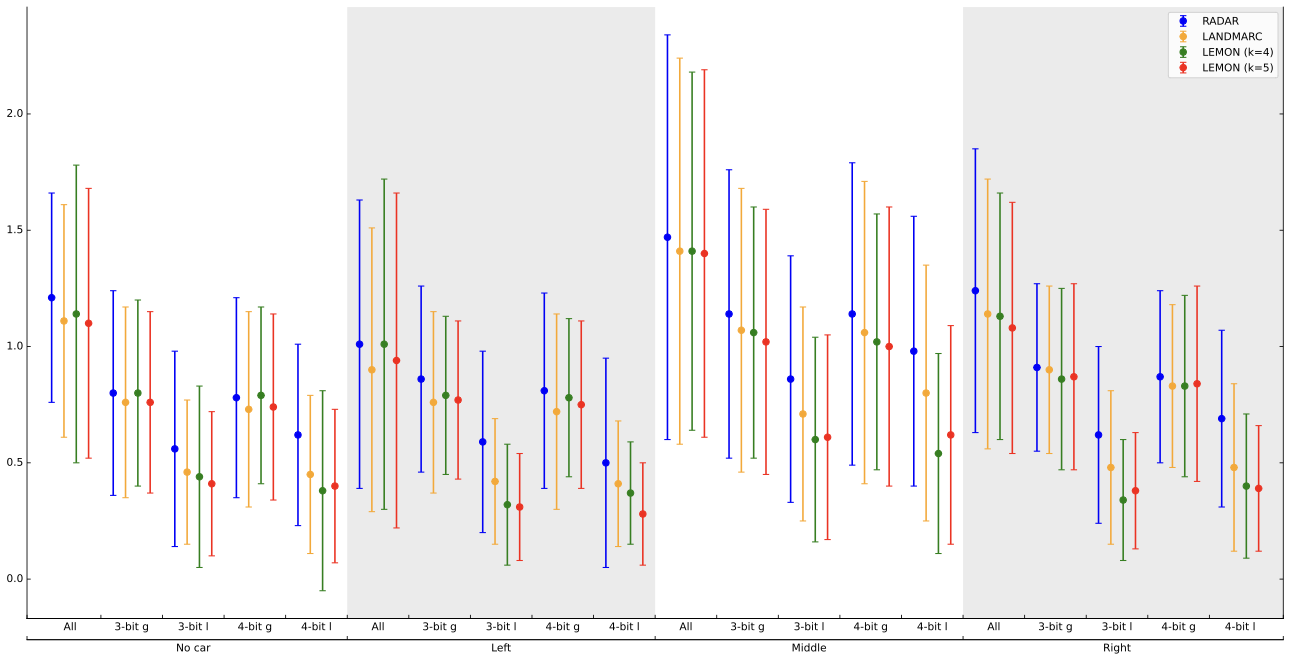 RADAR
LANDMARC
LEMON (k=4)
LEMON (k=5)
2.0
1.5
1.0
0.5
0.0
All 3-bit g 3-bit l 4-bit g 4-bit l All 3-bit g 3-bit l 4-bit g 4-bit l All 3-bit g 3-bit l 4-bit g 4-bit l All 3-bit g 3-bit l 4-bit g 4-bit l
No car Left Middle Right